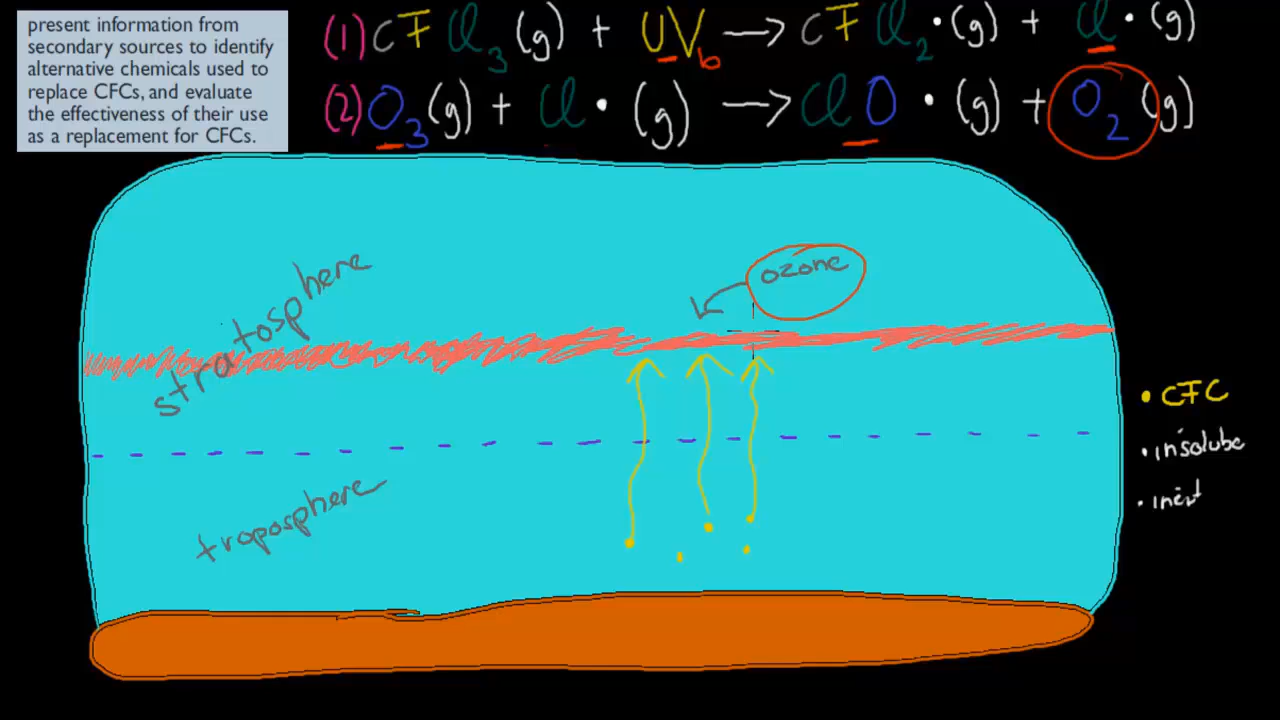 present information from
secondary sources to identify
alternative chemicals used to
replace CFCs, and evaluate
the effectiveness of their use
as a replacement for CFCs.
(1) CFCl₃ (g) + UVb → CFCl₂• (g) + Cl• (g)
(2) O₃ (g) + Cl• (g) → ClO• (g) + O₂ (g)
ozone
stratosphere
troposphere
• CFC
• insolube
• inert